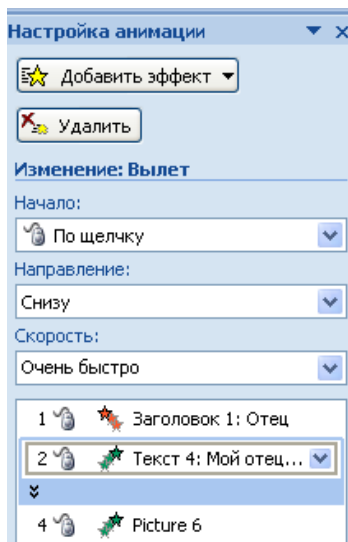 Настройка анимации
Добавить эффект
Удалить
Изменение: Вылет
Начало:
По щелчку
Направление:
Снизу
Скорость:
Очень быстро
1 Заголовок 1: Отец
2 Текст 4: Мой отец...
4 Picture 6